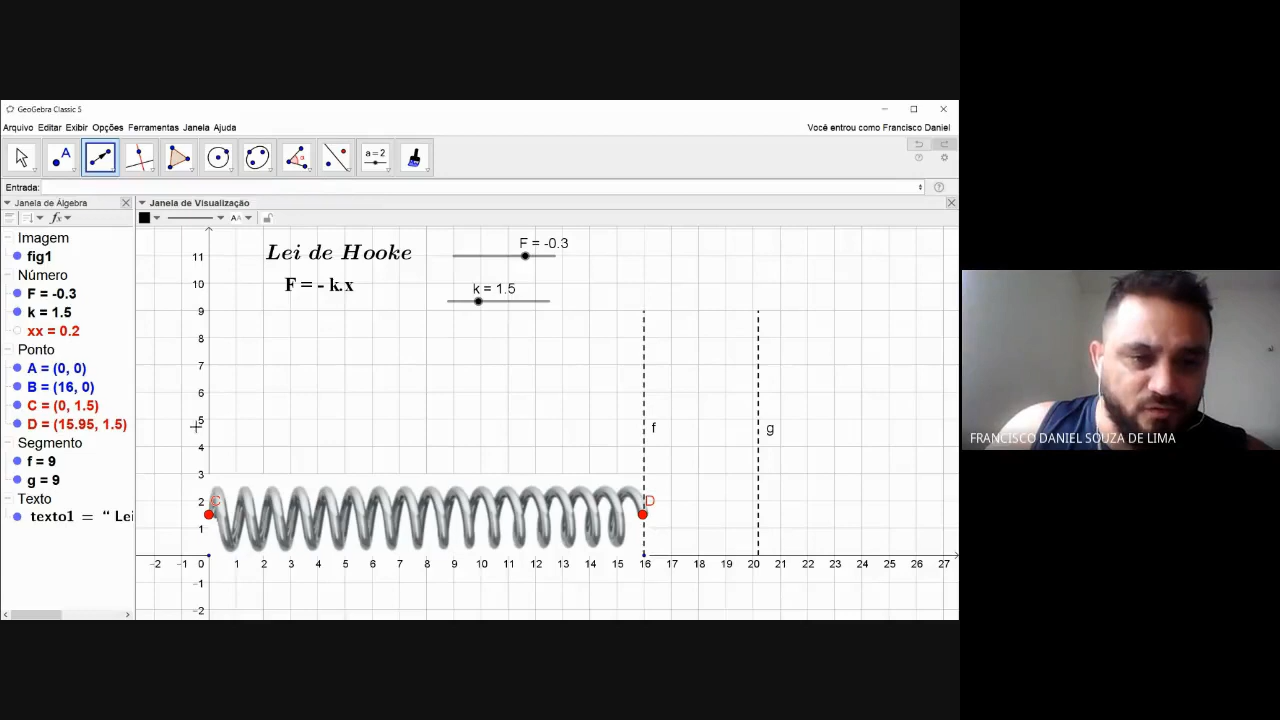 GeoGebra Classic 5
Arquivo Editar Exibir Opções Ferramentas Janela Ajuda
Você entrou como Francisco Daniel
A
α
a=2
Entrada:
Janela de Álgebra
Janela de Visualização
fx
AA
Imagem
fig1
Número
F = -0.3
k = 1.5
xx = 0.2
Ponto
A = (0, 0)
B = (16, 0)
C = (0, 1.5)
D = (15.95, 1.5)
Segmento
f = 9
g = 9
Texto
texto1 = “ Lei
Lei de Hooke
F = - k.x
F = -0.3
k = 1.5
11
10
9
8
7
6
5
4
3
2
1
−1
−2
f
g
C
D
−2 −1 0 1 2 3 4 5 6 7 8 9 10 11 12 13 14 15 16 17 18 19 20 21 22 23 24 25 26 27
FRANCISCO DANIEL SOUZA DE LIMA